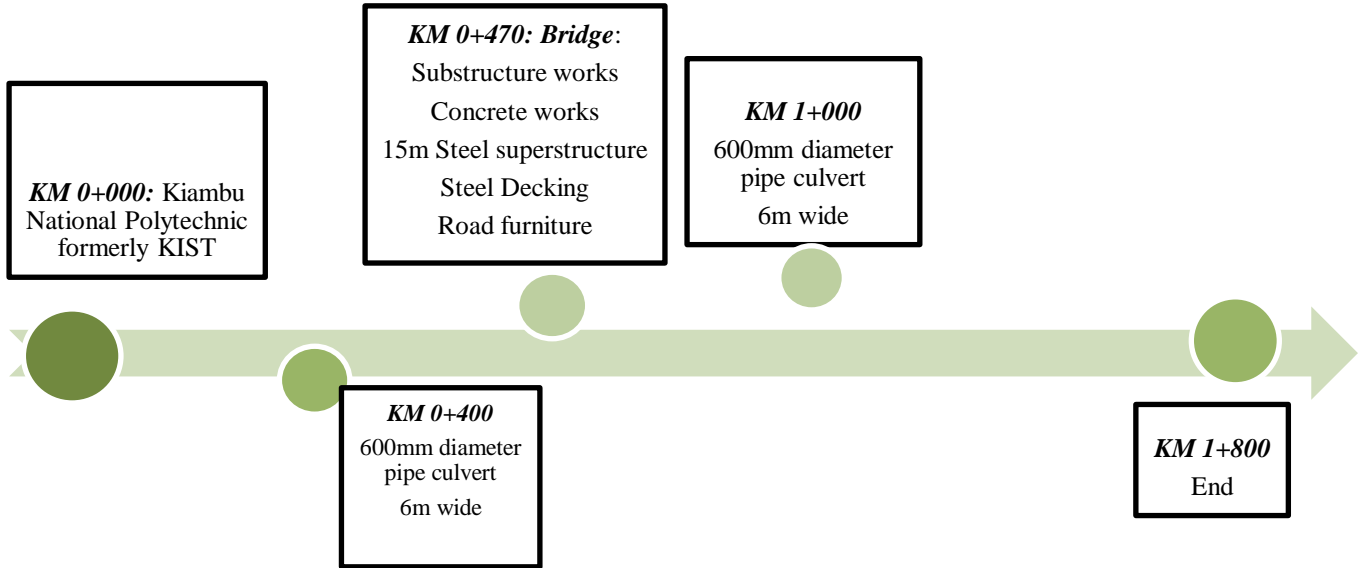 KM 0+000: Kiambu
National Polytechnic
formerly KIST
KM 0+400
600mm diameter
pipe culvert
6m wide
KM 0+470: Bridge:
Substructure works
Concrete works
15m Steel superstructure
Steel Decking
Road furniture
KM 1+000
600mm diameter
pipe culvert
6m wide
KM 1+800
End